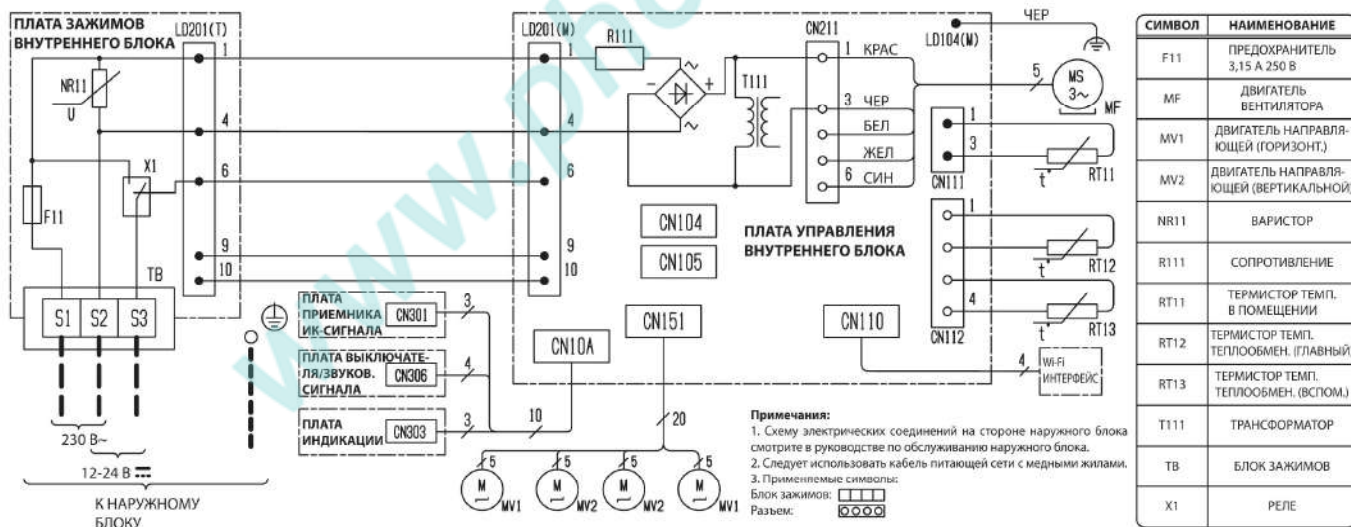 ПЛАТА ЗАЖИМОВ
ВНУТРЕННЕГО БЛОКА
LD201(T)
1
NR11
U
4
X1
6
F11
9
TB
10
S1 S2 S3
230 В~
12-24 В
К НАРУЖНОМУ
БЛОКУ
LD201(M)
1
4
6
9
10
R111
~
−
+
~
T111
CN211
1 КРАС
3 ЧЕР
БЕЛ
ЖЕЛ
6 СИН
LD104(M)
ЧЕР
5
MS
3~
MF
1
3
CN111
t°
RT11
1
4
CN112
t°
RT12
t°
RT13
CN104
CN105
ПЛАТА УПРАВЛЕНИЯ
ВНУТРЕННЕГО БЛОКА
CN151
CN110
CN10A
4
Wi-Fi
ИНТЕРФЕЙС
ПЛАТА
ПРИЕМНИКА
ИК-СИГНАЛА
CN301
3
ПЛАТА ВЫКЛЮЧАТЕ-
ЛЯ/ЗВУКОВ.
СИГНАЛА
CN306
4
ПЛАТА
ИНДИКАЦИИ
CN303
3
10
20
5
M
MV1
5
M
MV2
5
M
MV2
5
M
MV1
Примечания:
1. Схему электрических соединений на стороне наружного блока
смотрите в руководстве по обслуживанию наружного блока.
2. Следует использовать кабель питающей сети с медными жилами.
3. Применяемые символы:
Блок зажимов:
Разъем:
СИМВОЛ НАИМЕНОВАНИЕ
F11 ПРЕДОХРАНИТЕЛЬ
3,15 А 250 В
MF ДВИГАТЕЛЬ
ВЕНТИЛЯТОРА
MV1 ДВИГАТЕЛЬ НАПРАВЛЯ-
ЮЩЕЙ (ГОРИЗОНТ.)
MV2 ДВИГАТЕЛЬ НАПРАВЛЯ-
ЮЩЕЙ (ВЕРТИКАЛЬНОЙ)
NR11 ВАРИСТОР
R111 СОПРОТИВЛЕНИЕ
RT11 ТЕРМИСТОР ТЕМП.
В ПОМЕЩЕНИИ
RT12 ТЕРМИСТОР ТЕМП.
ТЕПЛООБМЕН. (ГЛАВНЫЙ)
RT13 ТЕРМИСТОР ТЕМП.
ТЕПЛООБМЕН. (ВСПОМ.)
T111 ТРАНСФОРМАТОР
TB БЛОК ЗАЖИМОВ
X1 РЕЛЕ